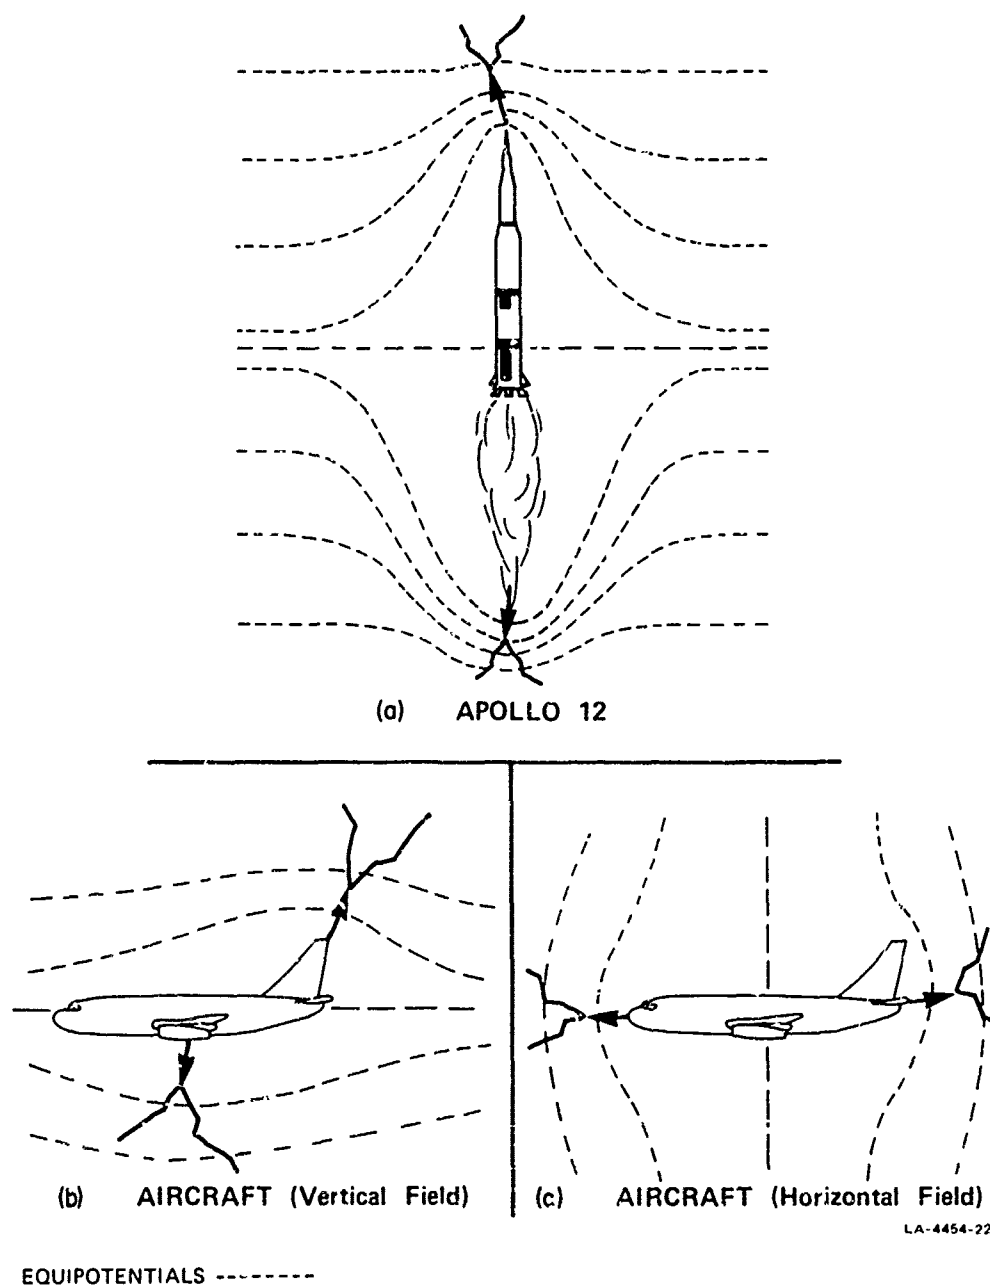 (a) APOLLO 12
(b) AIRCRAFT (Vertical Field)
(c) AIRCRAFT (Horizontal Field)
LA-4454-22
EQUIPOTENTIALS